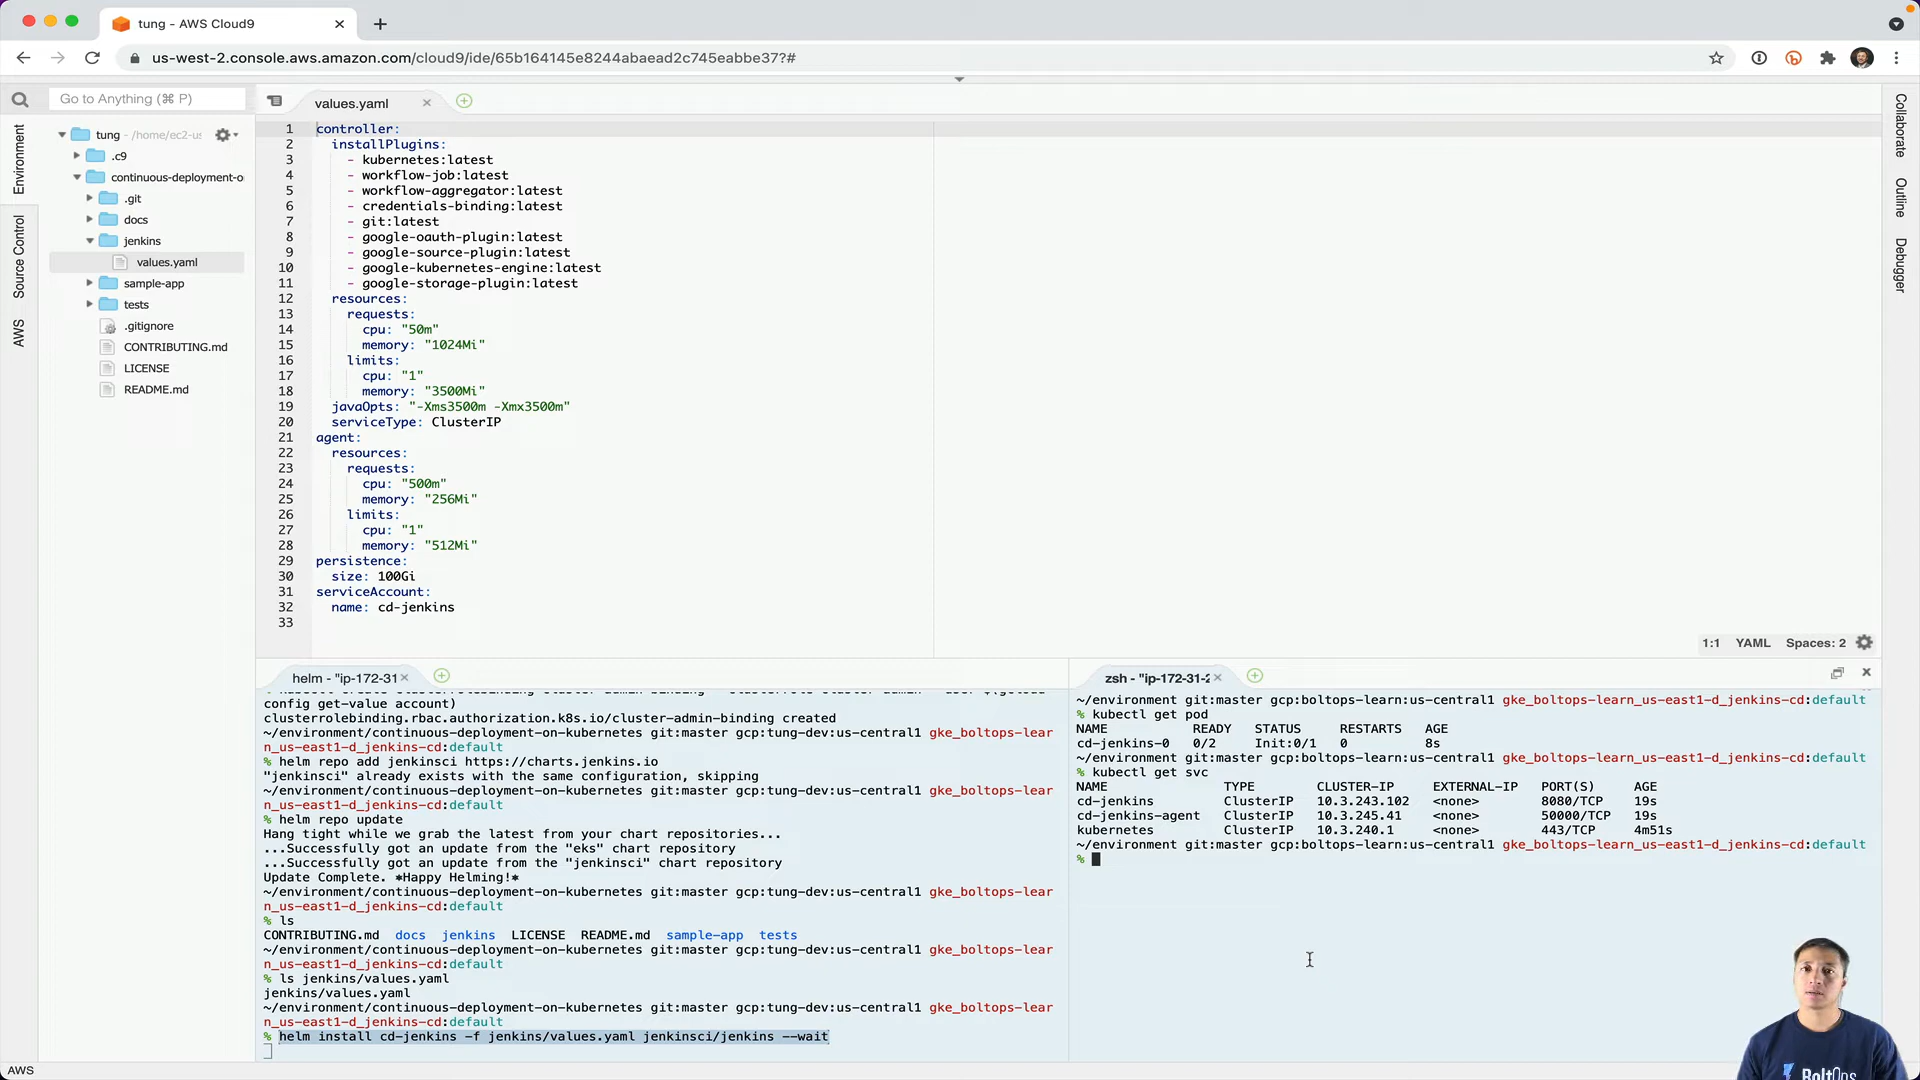 tung - AWS Cloud9
us-west-2.console.aws.amazon.com/cloud9/ide/65b164145e8244abaead2c745eabbe37?#
Go to Anything (⌘ P)
values.yaml
Environment
Source Control
AWS
tung - /home/ec2-us
.c9
continuous-deployment-o
.git
docs
jenkins
values.yaml
sample-app
tests
.gitignore
CONTRIBUTING.md
LICENSE
README.md
1 controller:
2 installPlugins:
3 - kubernetes:latest
4 - workflow-job:latest
5 - workflow-aggregator:latest
6 - credentials-binding:latest
7 - git:latest
8 - google-oauth-plugin:latest
9 - google-source-plugin:latest
10 - google-kubernetes-engine:latest
11 - google-storage-plugin:latest
12 resources:
13 requests:
14 cpu: "50m"
15 memory: "1024Mi"
16 limits:
17 cpu: "1"
18 memory: "3500Mi"
19 javaOpts: "-Xms3500m -Xmx3500m"
20 serviceType: ClusterIP
21 agent:
22 resources:
23 requests:
24 cpu: "500m"
25 memory: "256Mi"
26 limits:
27 cpu: "1"
28 memory: "512Mi"
29 persistence:
30 size: 100Gi
31 serviceAccount:
32 name: cd-jenkins
33
1:1 YAML Spaces: 2
Collaborate
Outline
Debugger
helm - "ip-172-31
config get-value account)
clusterrolebinding.rbac.authorization.k8s.io/cluster-admin-binding created
~/environment/continuous-deployment-on-kubernetes git:master gcp:tung-dev:us-central1 gke_boltops-lear
n_us-east1-d_jenkins-cd:default
% helm repo add jenkinsci https://charts.jenkins.io
"jenkinsci" already exists with the same configuration, skipping
~/environment/continuous-deployment-on-kubernetes git:master gcp:tung-dev:us-central1 gke_boltops-lear
n_us-east1-d_jenkins-cd:default
% helm repo update
Hang tight while we grab the latest from your chart repositories...
...Successfully got an update from the "eks" chart repository
...Successfully got an update from the "jenkinsci" chart repository
Update Complete. *Happy Helming!*
~/environment/continuous-deployment-on-kubernetes git:master gcp:tung-dev:us-central1 gke_boltops-lear
n_us-east1-d_jenkins-cd:default
% ls
CONTRIBUTING.md docs jenkins LICENSE README.md sample-app tests
~/environment/continuous-deployment-on-kubernetes git:master gcp:tung-dev:us-central1 gke_boltops-lear
n_us-east1-d_jenkins-cd:default
% ls jenkins/values.yaml
jenkins/values.yaml
~/environment/continuous-deployment-on-kubernetes git:master gcp:tung-dev:us-central1 gke_boltops-lear
n_us-east1-d_jenkins-cd:default
% helm install cd-jenkins -f jenkins/values.yaml jenkinsci/jenkins --wait
zsh - "ip-172-31-2
~/environment git:master gcp:boltops-learn:us-central1 gke_boltops-learn_us-east1-d_jenkins-cd:default
% kubectl get pod
NAME READY STATUS RESTARTS AGE
cd-jenkins-0 0/2 Init:0/1 0 8s
~/environment git:master gcp:boltops-learn:us-central1 gke_boltops-learn_us-east1-d_jenkins-cd:default
% kubectl get svc
NAME TYPE CLUSTER-IP EXTERNAL-IP PORT(S) AGE
cd-jenkins ClusterIP 10.3.243.102 <none> 8080/TCP 19s
cd-jenkins-agent ClusterIP 10.3.245.41 <none> 50000/TCP 19s
kubernetes ClusterIP 10.3.240.1 <none> 443/TCP 4m51s
~/environment git:master gcp:boltops-learn:us-central1 gke_boltops-learn_us-east1-d_jenkins-cd:default
%
BoltOps
AWS